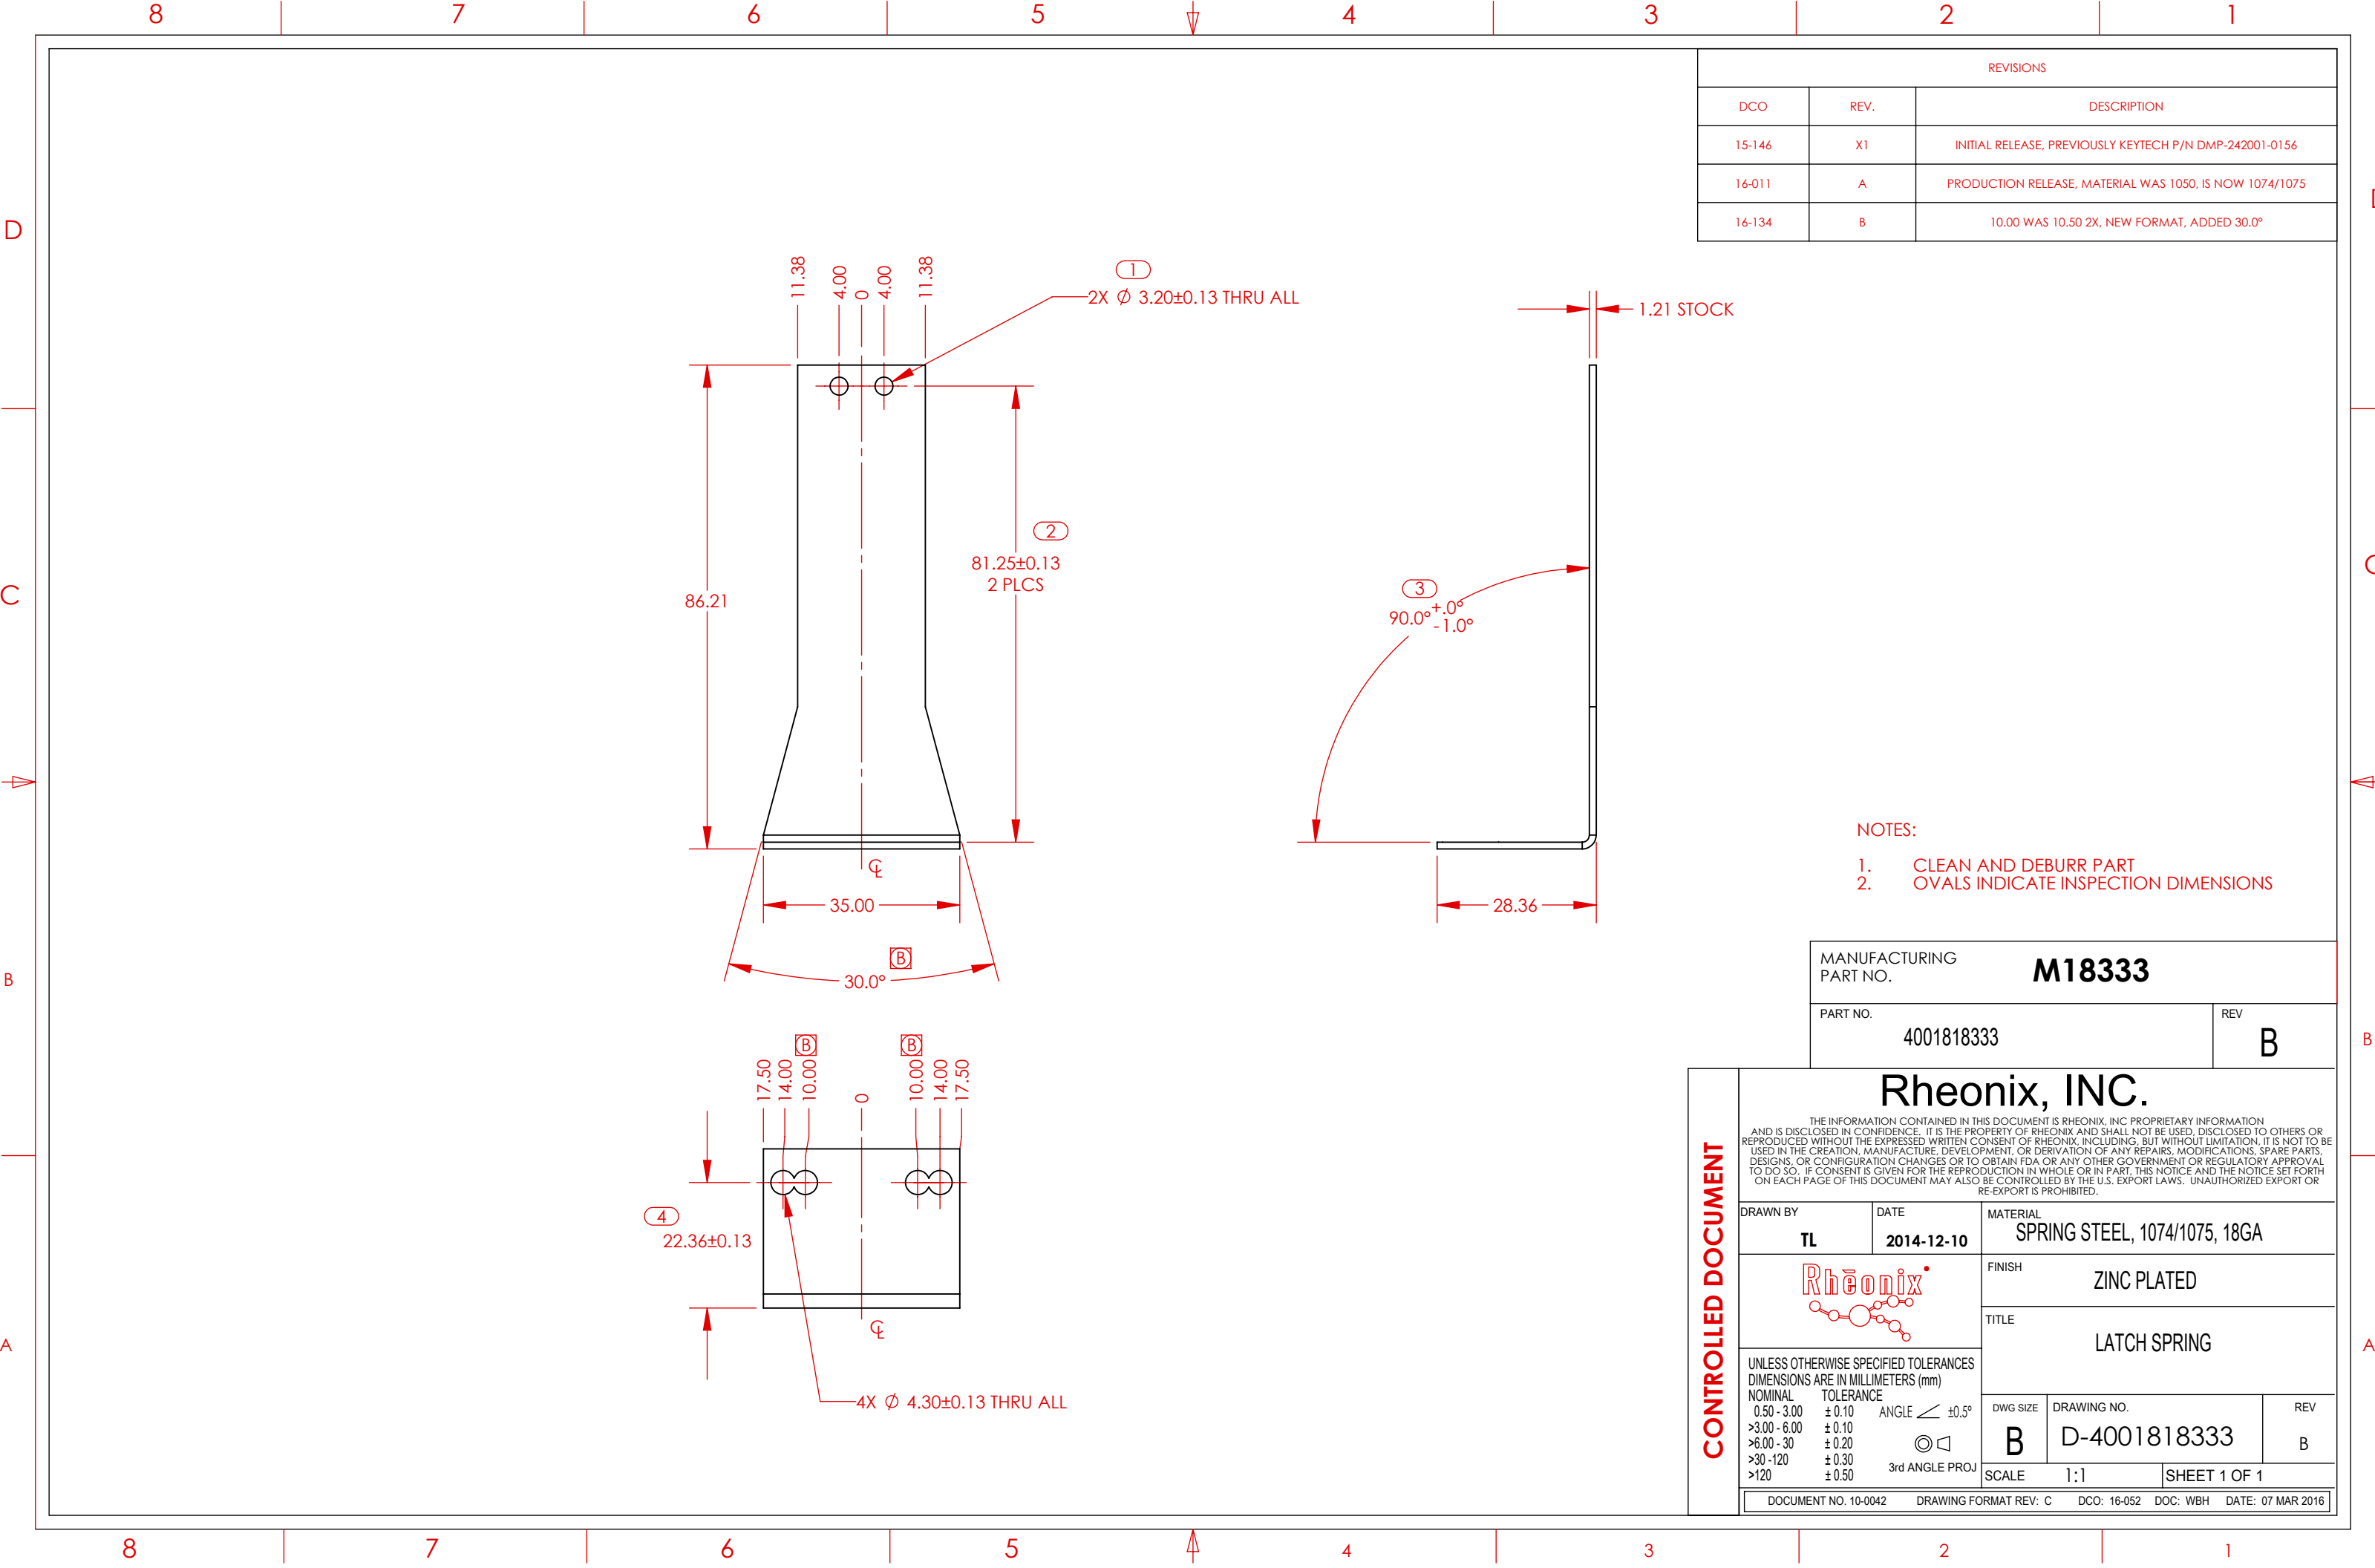 8 7 6 5 4 3 2 1
REVISIONS
DCO REV. DESCRIPTION
15-146 X1 INITIAL RELEASE, PREVIOUSLY KEYTECH P/N DMP-242001-0156
16-011 A PRODUCTION RELEASE, MATERIAL WAS 1050, IS NOW 1074/1075
16-134 B 10.00 WAS 10.50 2X, NEW FORMAT, ADDED 30.0°
D
11.38 4.00 0 4.00 11.38
1
2X Ø 3.20±0.13 THRU ALL
1.21 STOCK
2
81.25±0.13
2 PLCS
86.21
3
90.0° +.0°
- 1.0°
C
℄
35.00
28.36
B
30.0°
NOTES:
1. CLEAN AND DEBURR PART
2. OVALS INDICATE INSPECTION DIMENSIONS
B B
B B
17.50 14.00 10.00 0 10.00 14.00 17.50
4
22.36±0.13
℄
4X Ø 4.30±0.13 THRU ALL
A A
MANUFACTURING
PART NO. M18333
PART NO. REV
4001818333 B
CONTROLLED DOCUMENT
Rheonix, INC.
THE INFORMATION CONTAINED IN THIS DOCUMENT IS RHEONIX, INC PROPRIETARY INFORMATION
AND IS DISCLOSED IN CONFIDENCE. IT IS THE PROPERTY OF RHEONIX AND SHALL NOT BE USED, DISCLOSED TO OTHERS OR
REPRODUCED WITHOUT THE EXPRESSED WRITTEN CONSENT OF RHEONIX, INCLUDING, BUT WITHOUT LIMITATION, IT IS NOT TO BE
USED IN THE CREATION, MANUFACTURE, DEVELOPMENT, OR DERIVATION OF ANY REPAIRS, MODIFICATIONS, SPARE PARTS,
DESIGNS, OR CONFIGURATION CHANGES OR TO OBTAIN FDA OR ANY OTHER GOVERNMENT OR REGULATORY APPROVAL
TO DO SO. IF CONSENT IS GIVEN FOR THE REPRODUCTION IN WHOLE OR IN PART, THIS NOTICE AND THE NOTICE SET FORTH
ON EACH PAGE OF THIS DOCUMENT MAY ALSO BE CONTROLLED BY THE U.S. EXPORT LAWS. UNAUTHORIZED EXPORT OR
RE-EXPORT IS PROHIBITED.
DRAWN BY DATE MATERIAL
TL 2014-12-10 SPRING STEEL, 1074/1075, 18GA
Rhēonix
FINISH
ZINC PLATED
TITLE
LATCH SPRING
UNLESS OTHERWISE SPECIFIED TOLERANCES
DIMENSIONS ARE IN MILLIMETERS (mm)
NOMINAL TOLERANCE
0.50 - 3.00 ± 0.10 ANGLE ±0.5°
>3.00 - 6.00 ± 0.10
>6.00 - 30 ± 0.20
>30 -120 ± 0.30
>120 ± 0.50
3rd ANGLE PROJ
DWG SIZE DRAWING NO. REV
B D-4001818333 B
SCALE 1:1 SHEET 1 OF 1
DOCUMENT NO. 10-0042 DRAWING FORMAT REV: C DCO: 16-052 DOC: WBH DATE: 07 MAR 2016
8 7 6 5 4 3 2 1